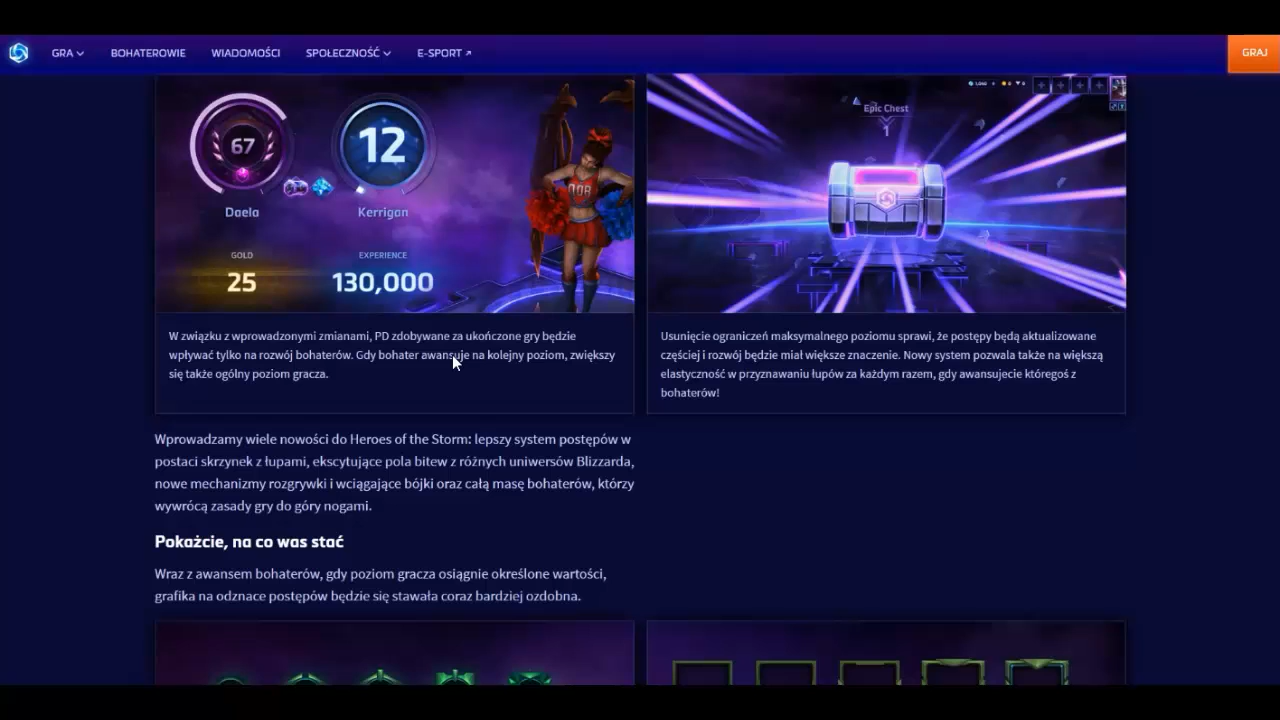 GRA
BOHATEROWIE
WIADOMOŚCI
SPOŁECZNOŚĆ
E-SPORT
GRAJ
67
12
Daela
Kerrigan
GOLD
EXPERIENCE
25
130,000
Epic Chest
1
W związku z wprowadzonymi zmianami, PD zdobywane za ukończone gry będzie
wpływać tylko na rozwój bohaterów. Gdy bohater awansuje na kolejny poziom, zwiększy
się także ogólny poziom gracza.
Usunięcie ograniczeń maksymalnego poziomu sprawi, że postępy będą aktualizowane
częściej i rozwój będzie miał większe znaczenie. Nowy system pozwala także na większą
elastyczność w przyznawaniu łupów za każdym razem, gdy awansujecie któregoś z
bohaterów!
Wprowadzamy wiele nowości do Heroes of the Storm: lepszy system postępów w
postaci skrzynek z łupami, ekscytujące pola bitew z różnych uniwersów Blizzarda,
nowe mechanizmy rozgrywki i wciągające bójki oraz całą masę bohaterów, którzy
wywrócą zasady gry do góry nogami.
Pokażcie, na co was stać
Wraz z awansem bohaterów, gdy poziom gracza osiągnie określone wartości,
grafika na odznace postępów będzie się stawała coraz bardziej ozdobna.